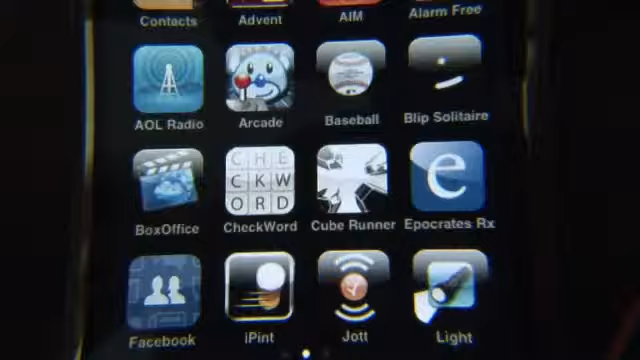 Contacts Advent AIM Alarm Free
AOL Radio Arcade Baseball Blip Solitaire
CHE
CKW
ORD
e
BoxOffice CheckWord Cube Runner Epocrates Rx
Facebook iPint Jott Light